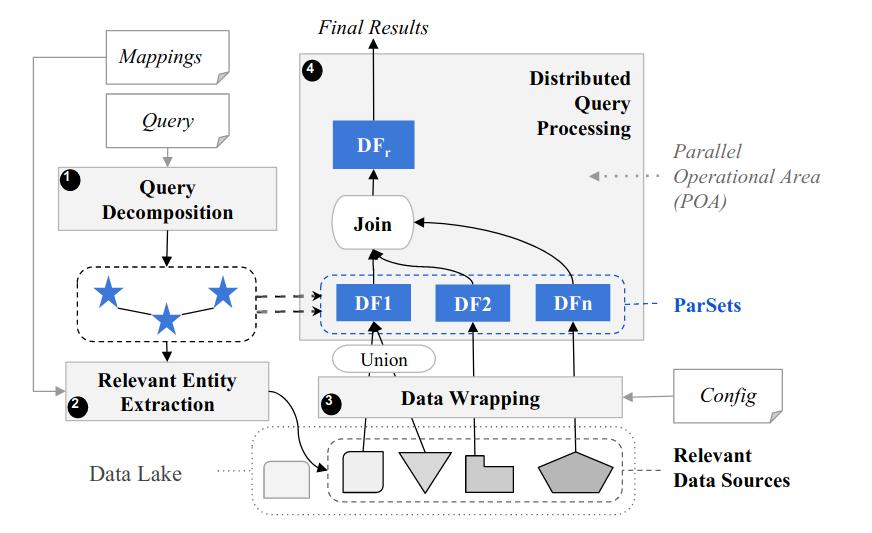 Final Results
Mappings
Query
1
Query
Decomposition
4
Distributed
Query
Processing
DFr
Join
Parallel
Operational Area
(POA)
DF1
DF2
DFn
ParSets
Union
2
Relevant Entity
Extraction
3
Data Wrapping
Config
Data Lake
Relevant
Data Sources